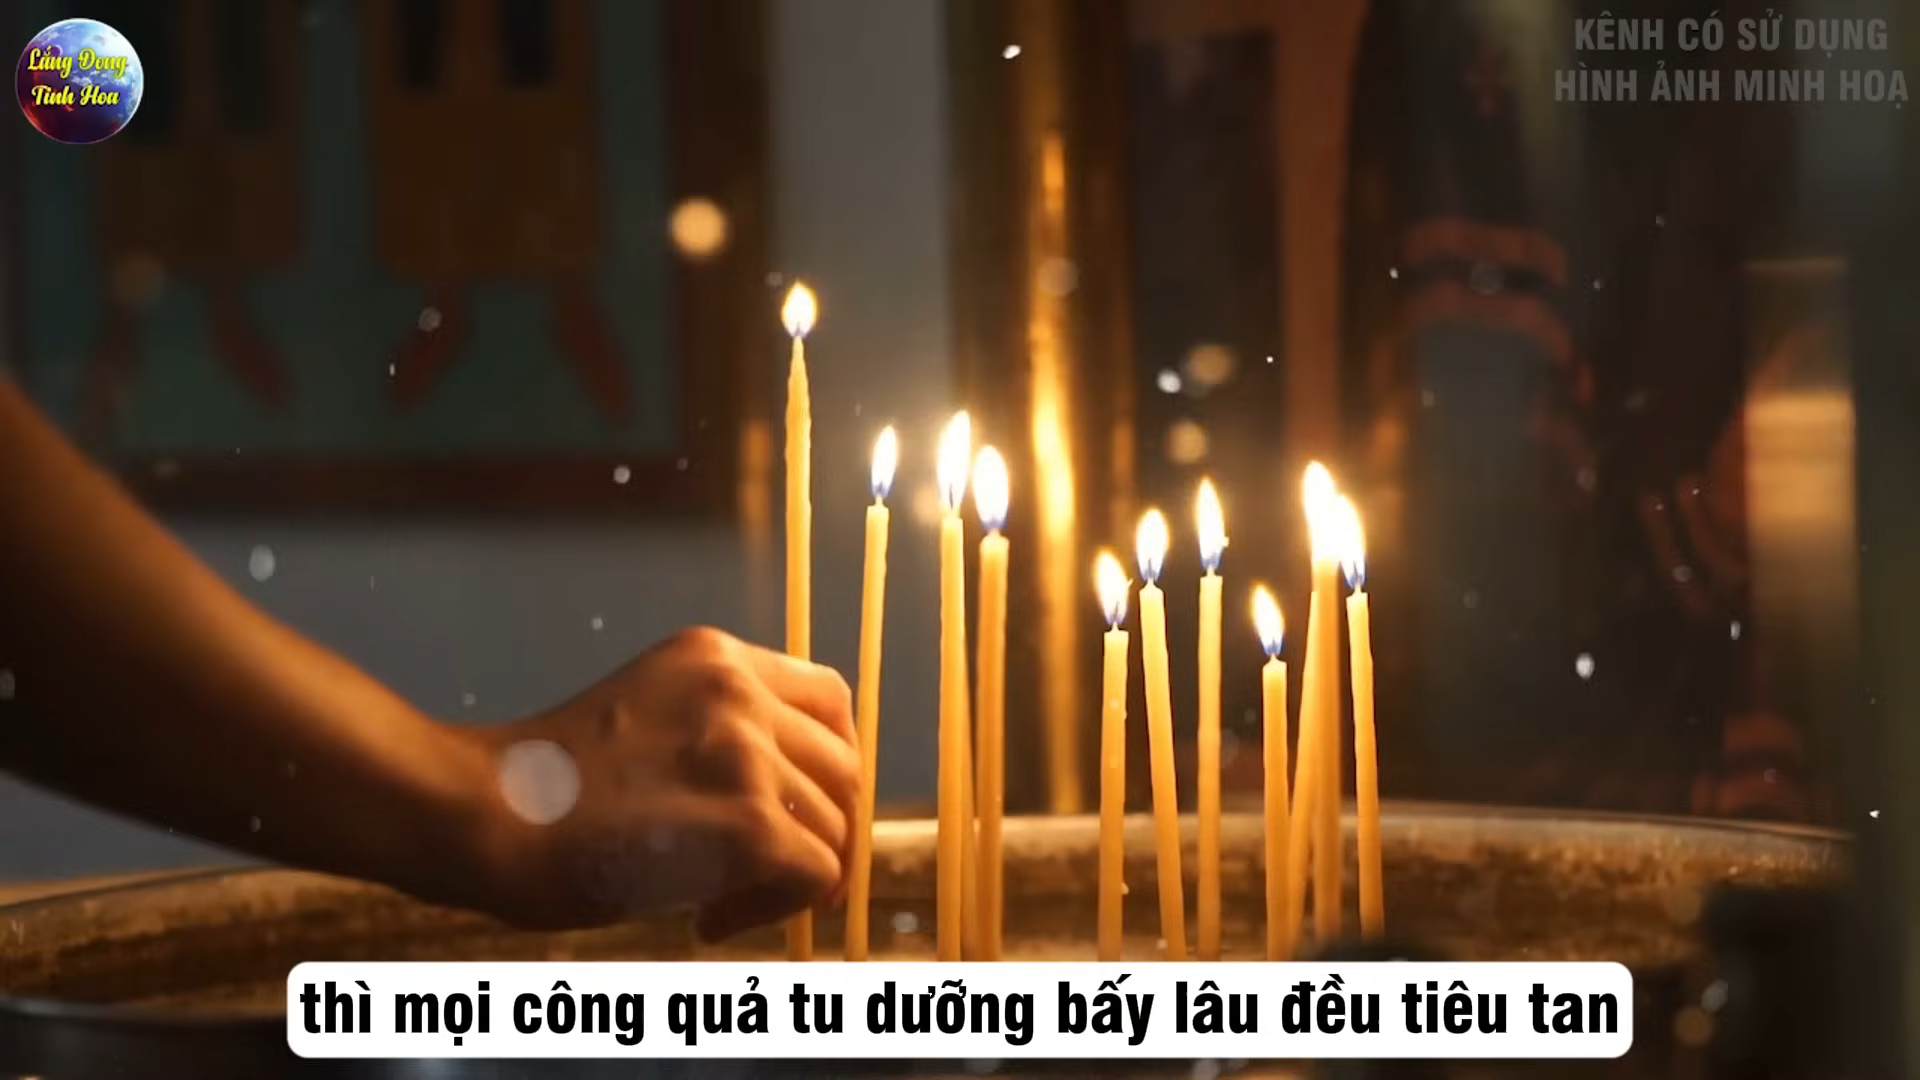 Lắng Đọng
Tinh Hoa
KÊNH CÓ SỬ DỤNG
HÌNH ẢNH MINH HOẠ
thì mọi công quả tu dưỡng bấy lâu đều tiêu tan